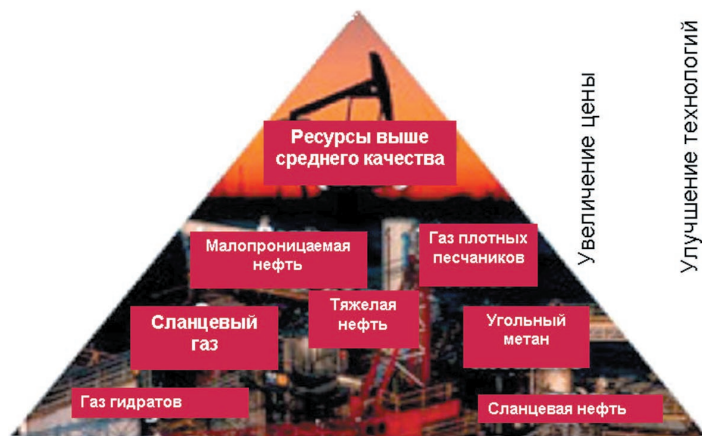 Ресурсы выше
среднего качества
Малопроницаемая
нефть
Газ плотных
песчаников
Тяжелая
нефть
Сланцевый
газ
Угольный
метан
Газ гидратов
Сланцевая нефть
Увеличение цены
Улучшение технологий